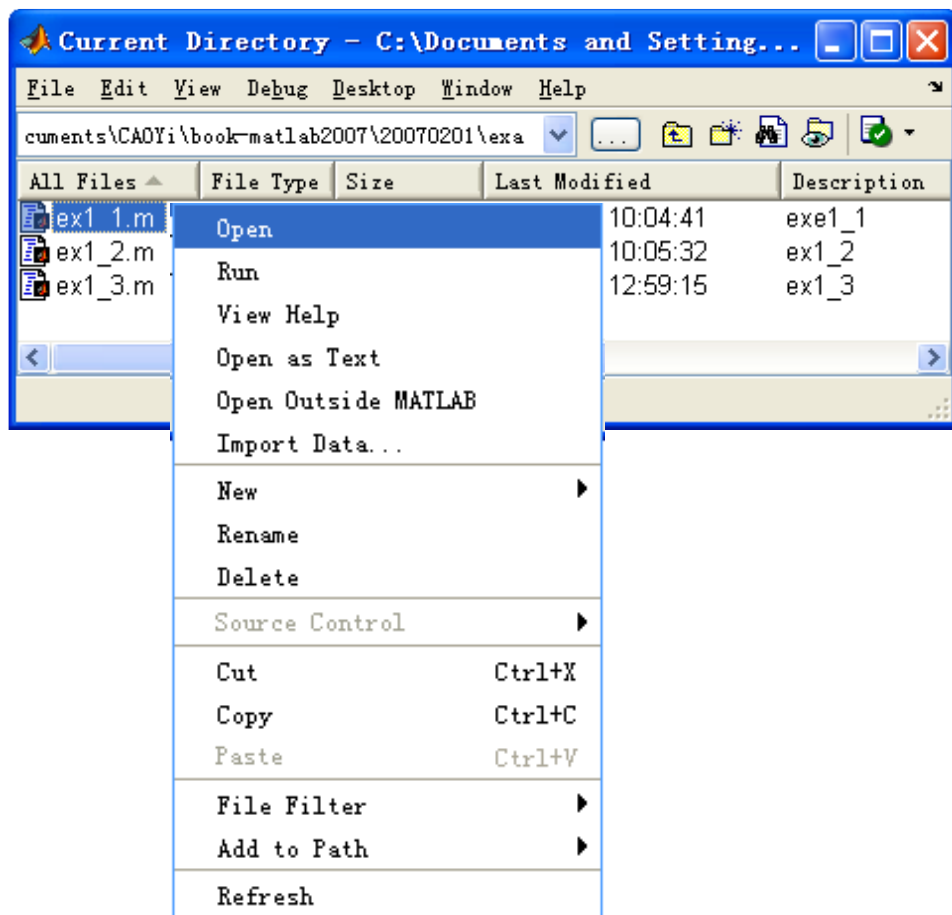 Current Directory - C:\Documents and Setting...
File Edit View Debug Desktop Window Help
cuments\CAOYi\book-matlab2007\20070201\exa ...
All Files File Type Size Last Modified Description
ex1_1.m 10:04:41 exe1_1
ex1_2.m 10:05:32 ex1_2
ex1_3.m 12:59:15 ex1_3
Open
Run
View Help
Open as Text
Open Outside MATLAB
Import Data...
New
Rename
Delete
Source Control
Cut Ctrl+X
Copy Ctrl+C
Paste Ctrl+V
File Filter
Add to Path
Refresh